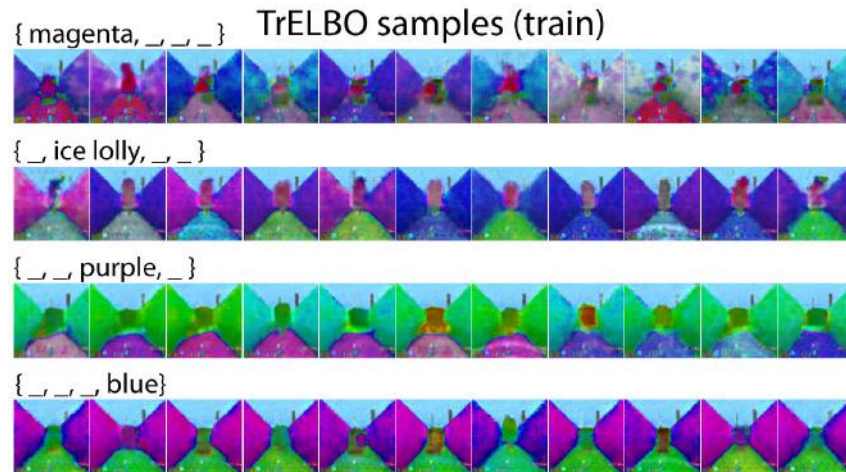 TrELBO samples (train)
{ magenta, _, _, _ }
{ _, ice lolly, _, _ }
{ _, _, purple, _ }
{ _, _, _, blue}